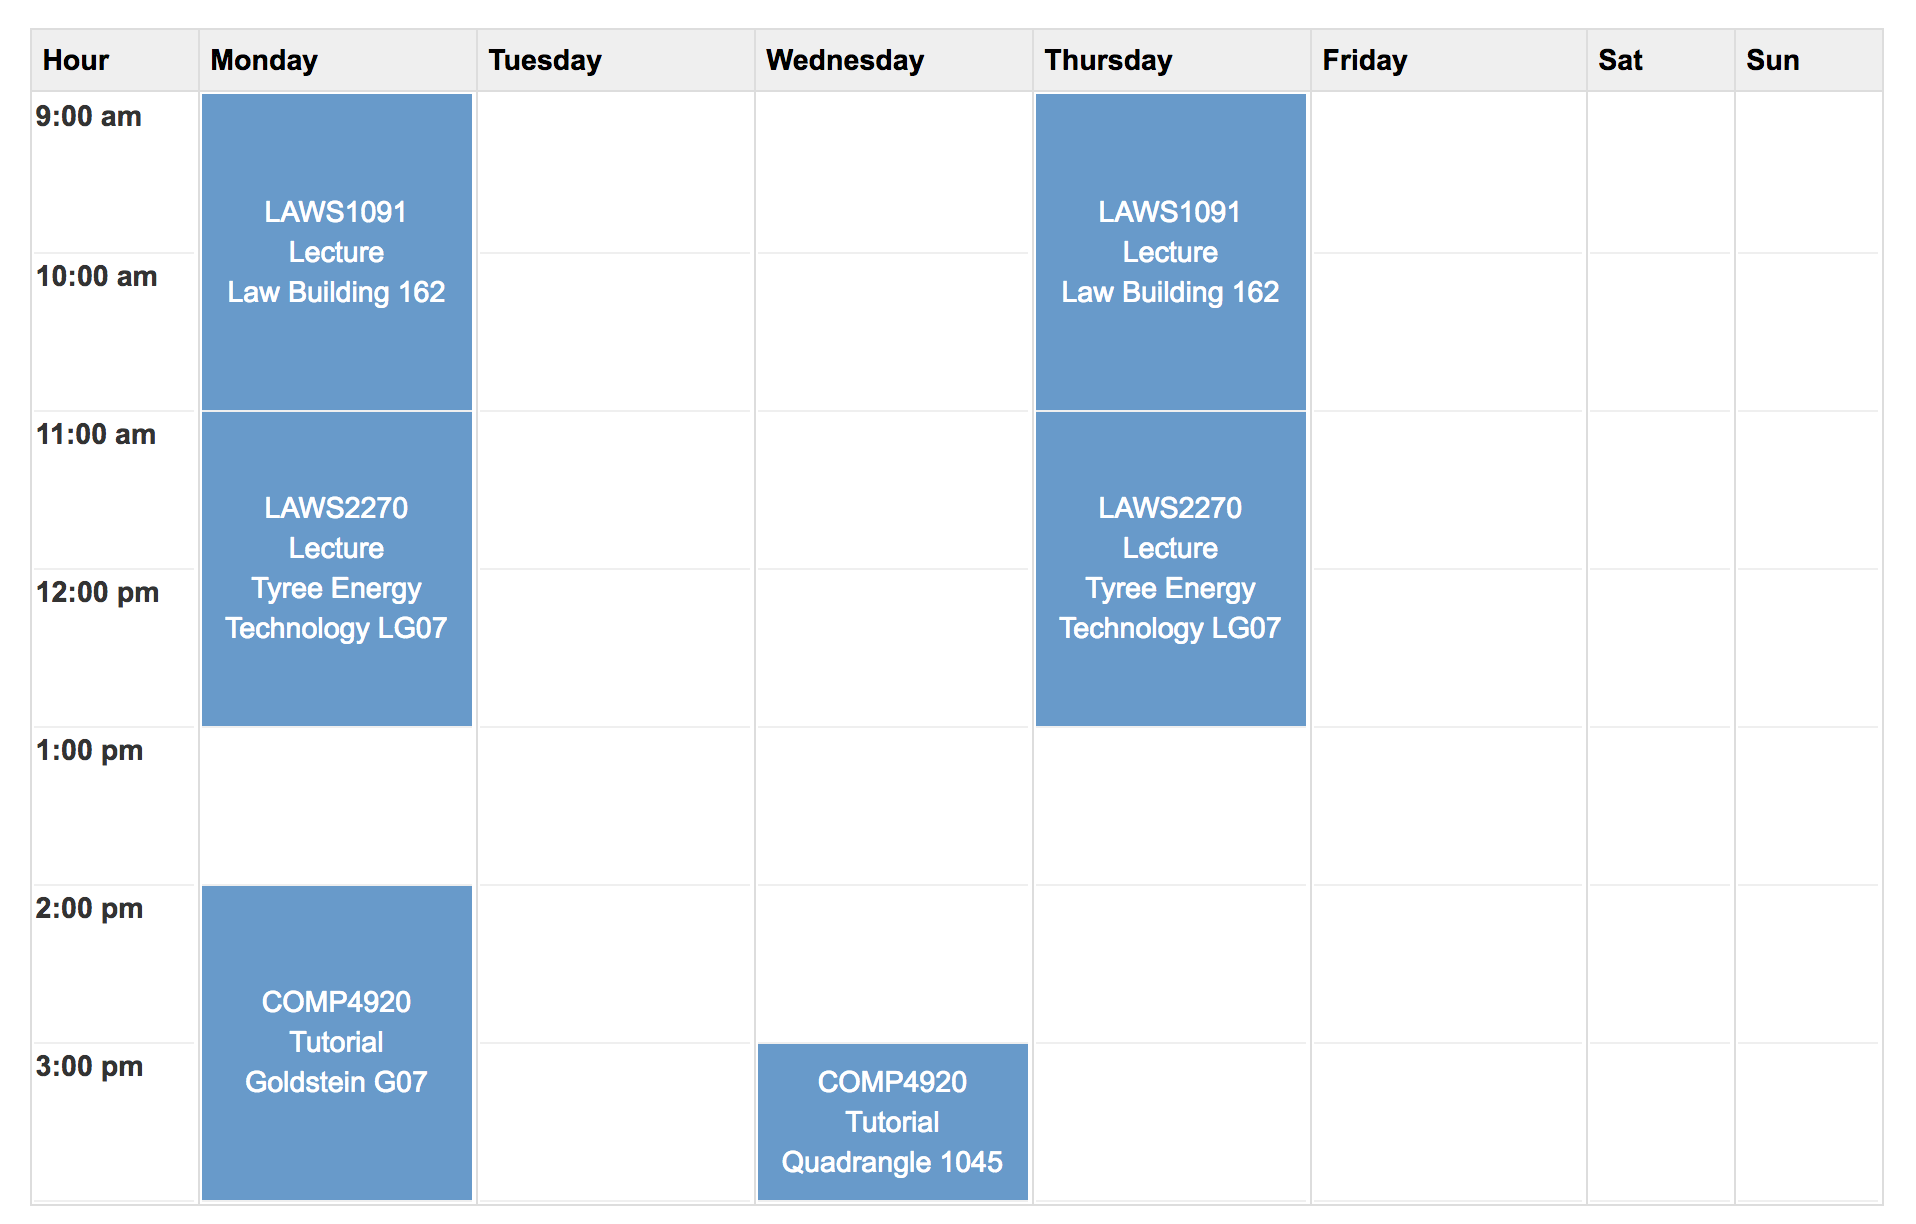 Hour Monday Tuesday Wednesday Thursday Friday Sat Sun
9:00 am
LAWS1091
Lecture
Law Building 162
LAWS1091
Lecture
Law Building 162
10:00 am
11:00 am
LAWS2270
Lecture
Tyree Energy
Technology LG07
LAWS2270
Lecture
Tyree Energy
Technology LG07
12:00 pm
1:00 pm
2:00 pm
COMP4920
Tutorial
Goldstein G07
3:00 pm
COMP4920
Tutorial
Quadrangle 1045